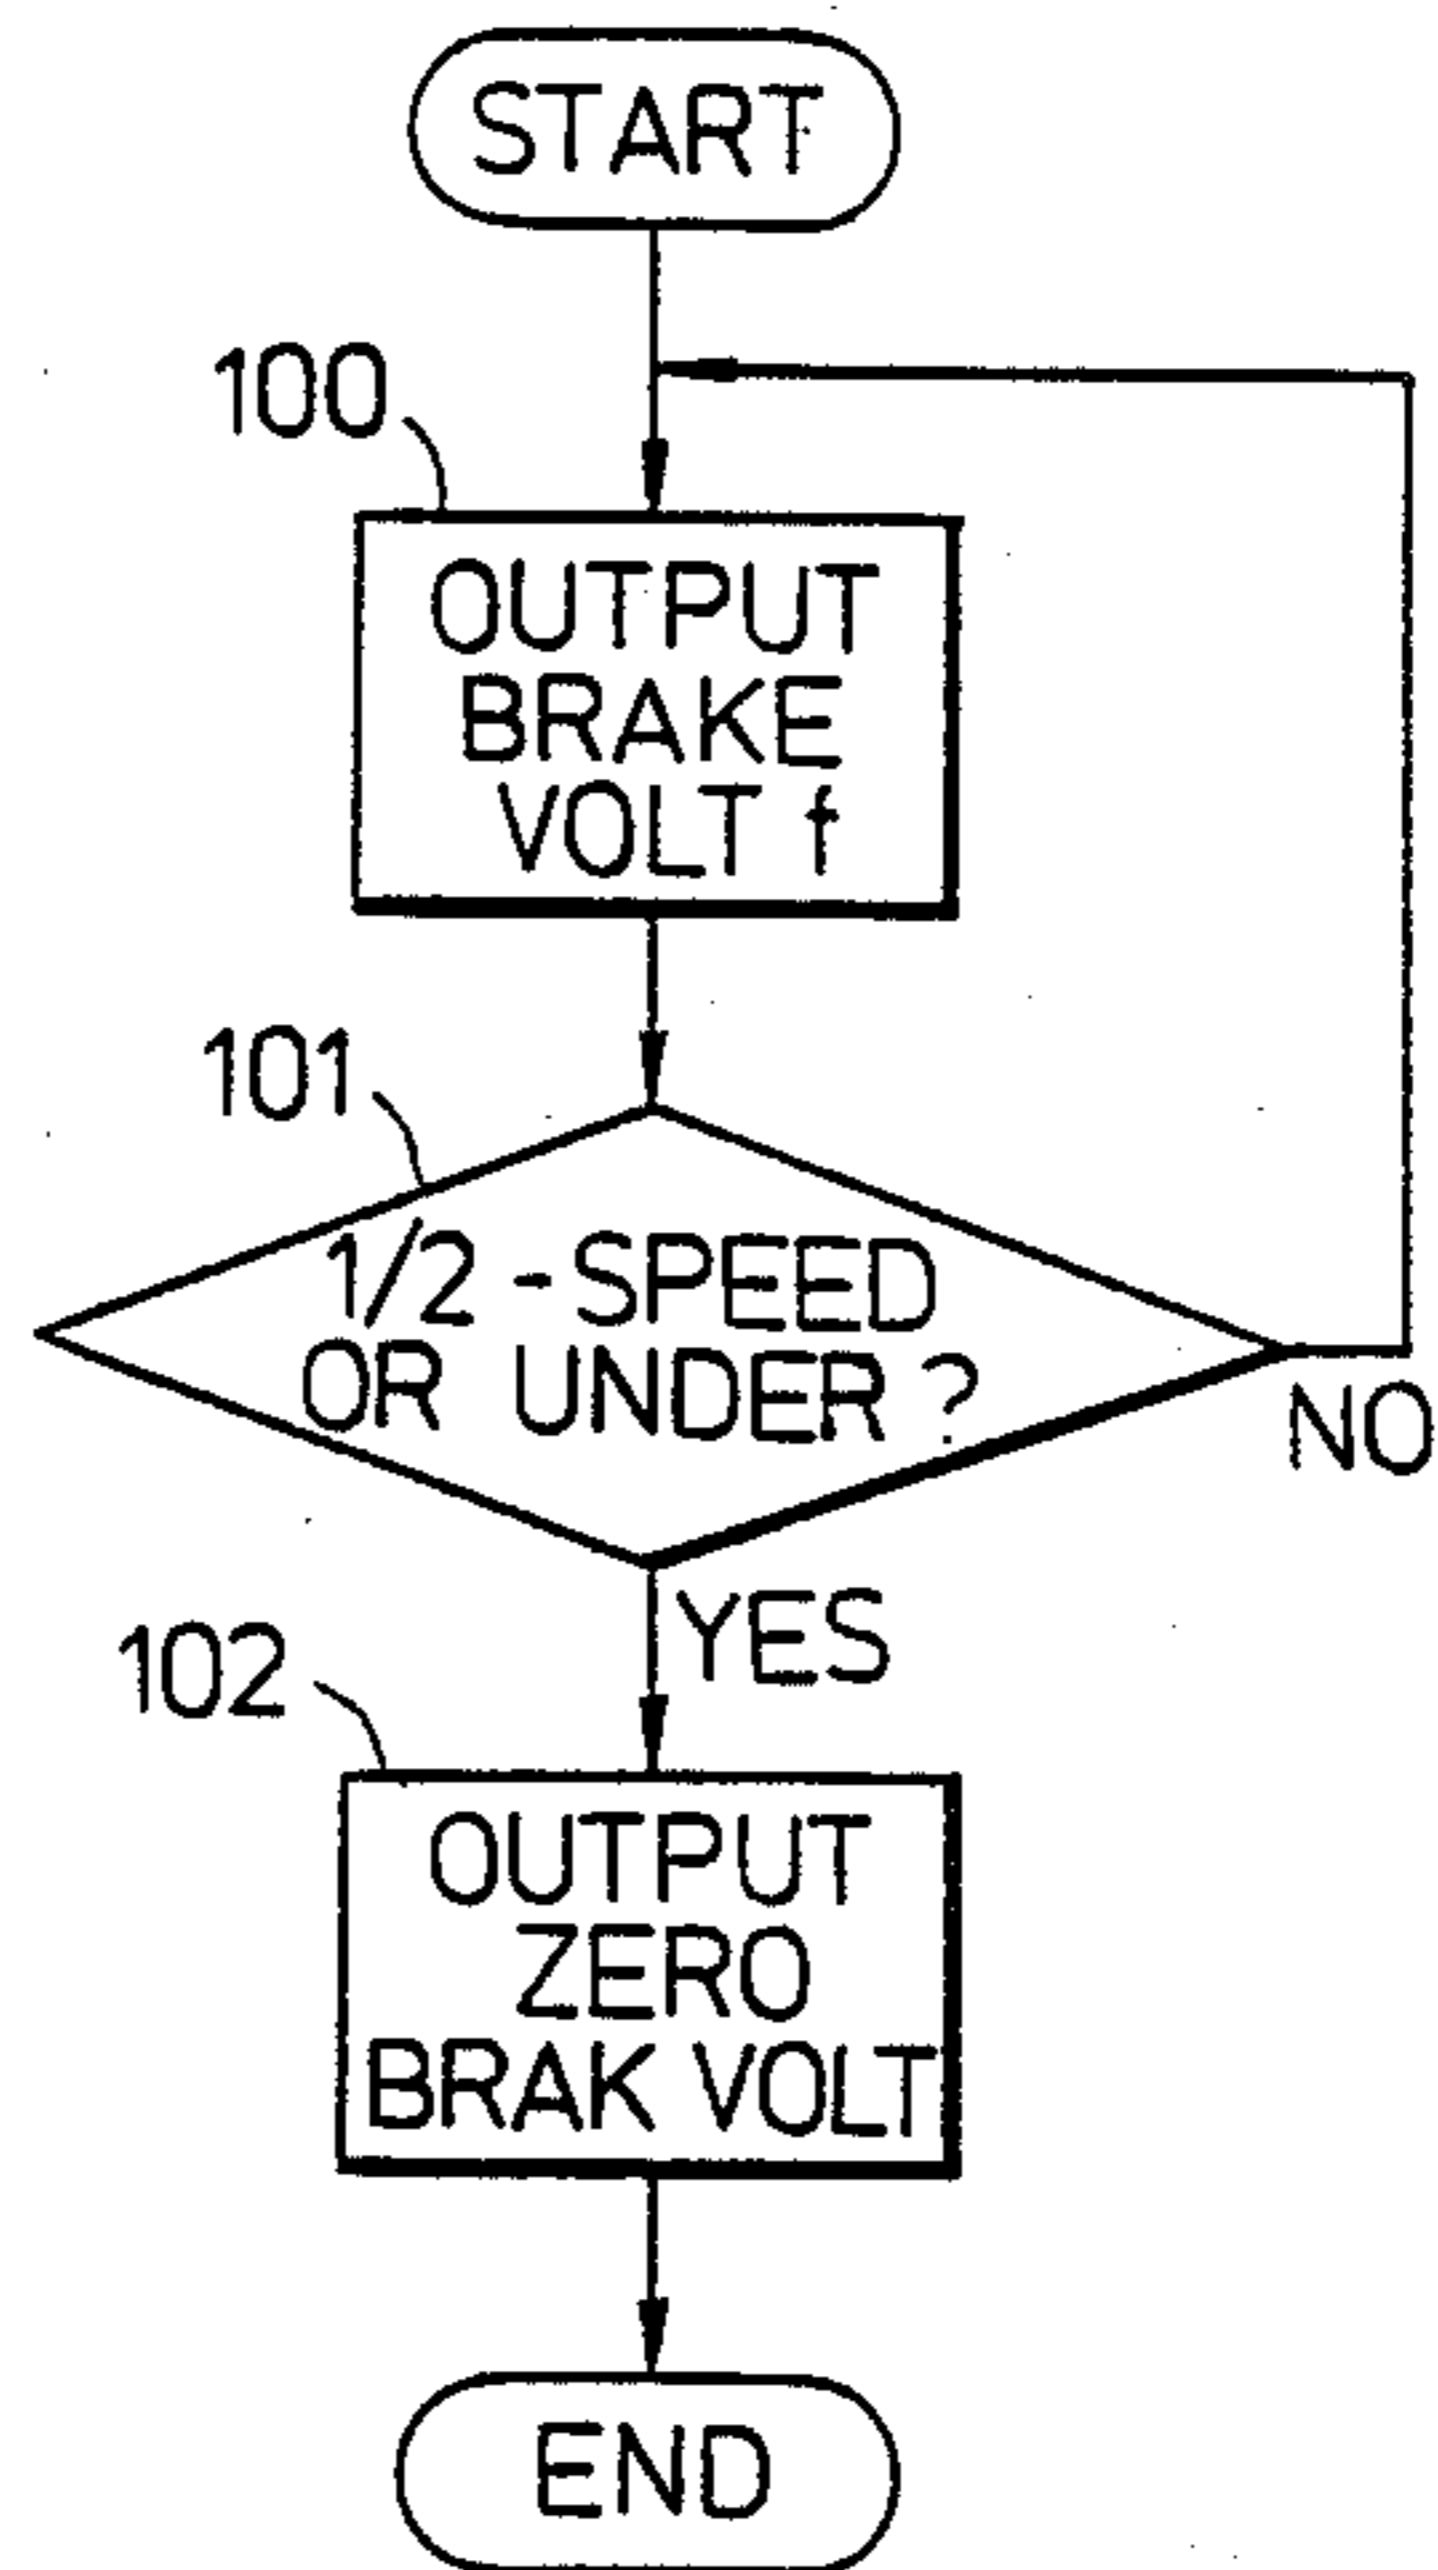 START
100
OUTPUT
BRAKE
VOLT f
101
1/2 -SPEED
OR UNDER ?
NO
YES
102
OUTPUT
ZERO
BRAK VOLT
END